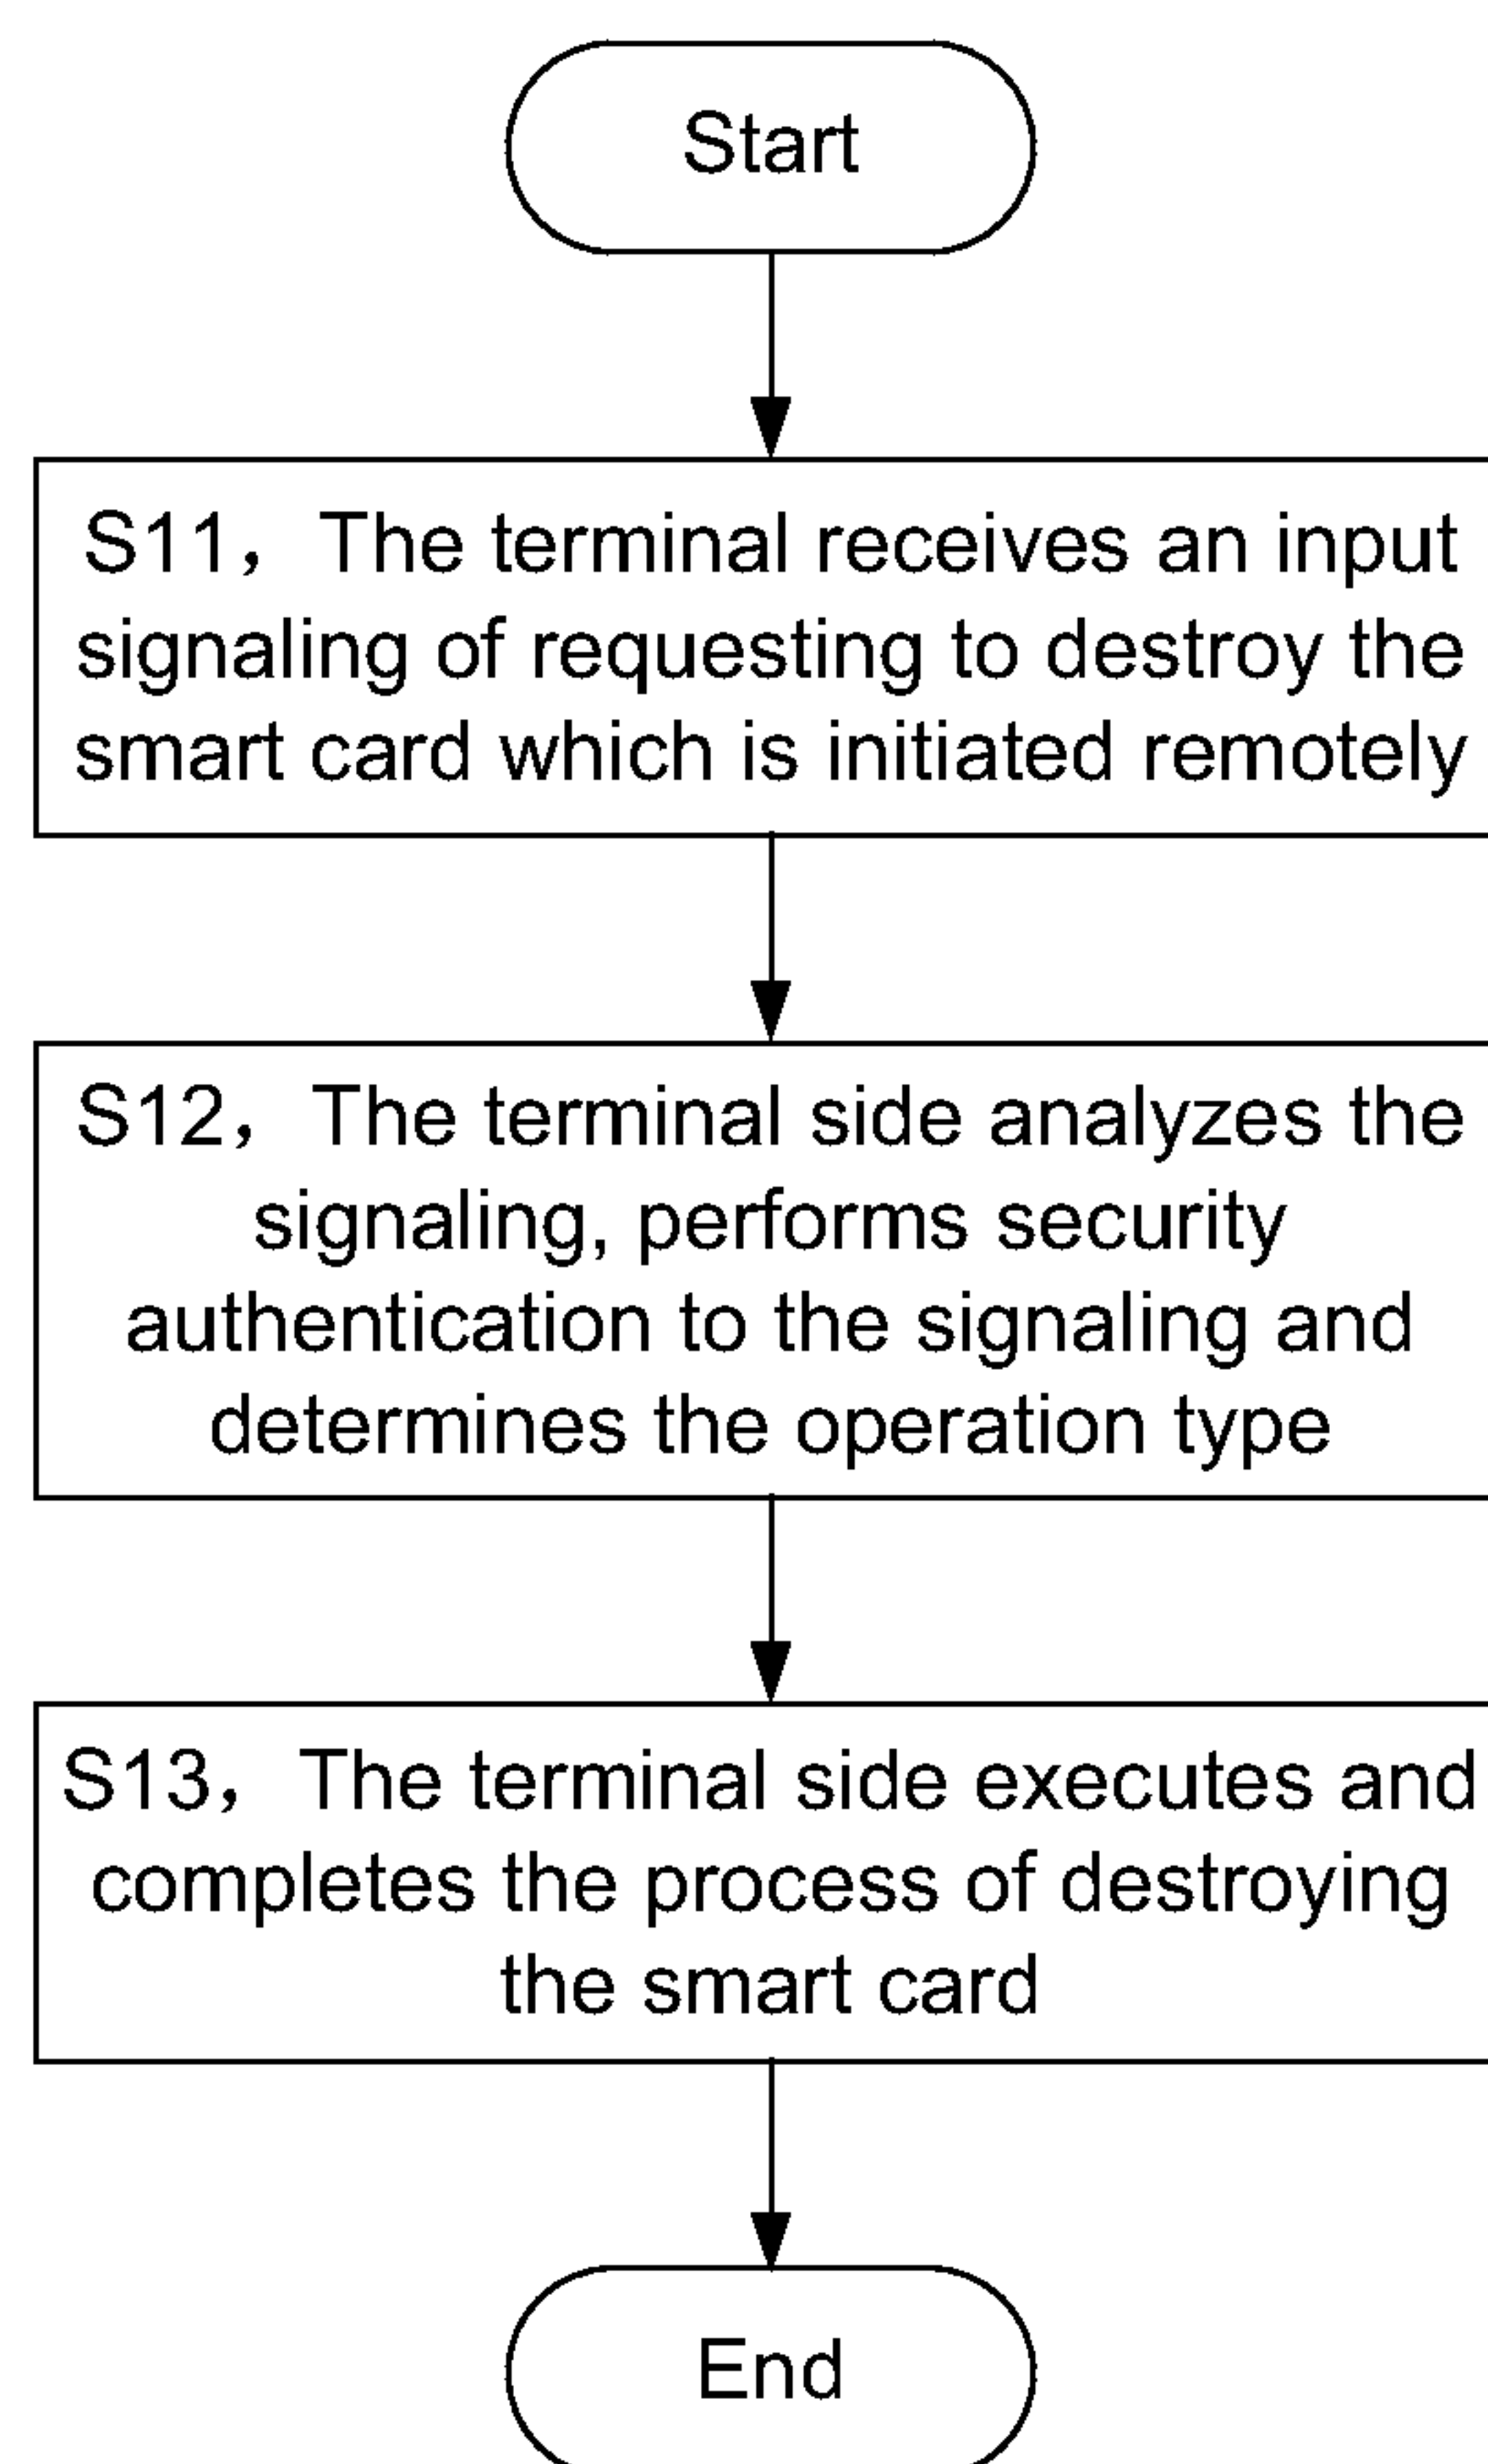 Start
S11, The terminal receives an input
signaling of requesting to destroy the
smart card which is initiated remotely
S12, The terminal side analyzes the
signaling, performs security
authentication to the signaling and
determines the operation type
S13, The terminal side executes and
completes the process of destroying
the smart card
End